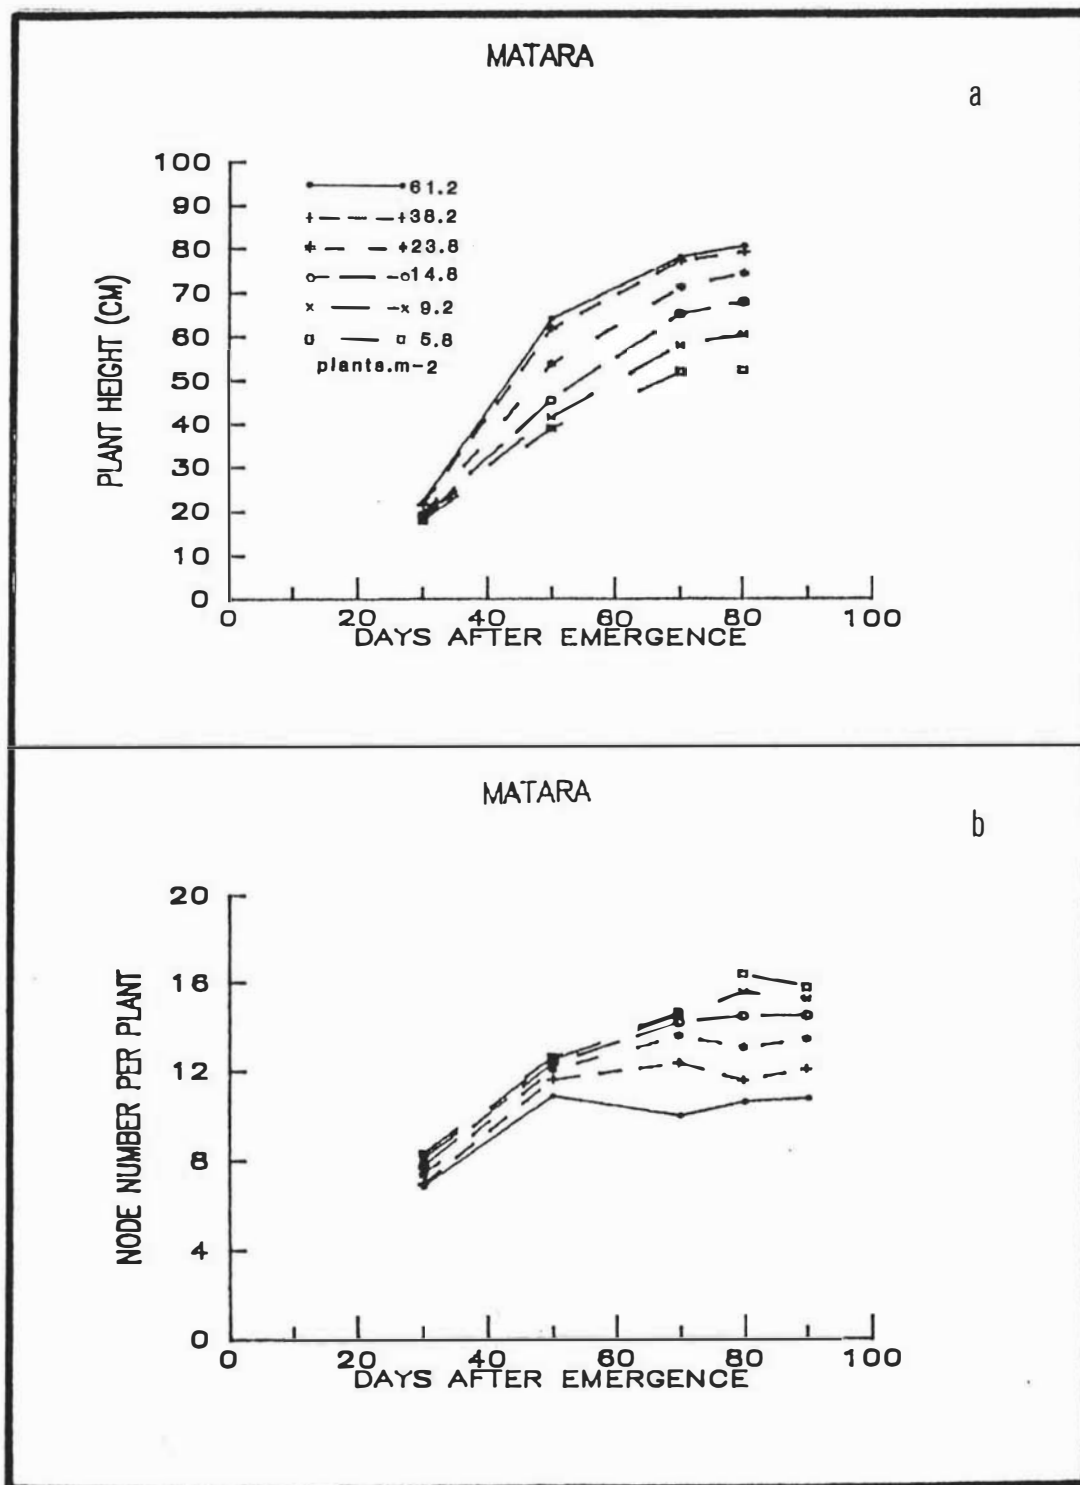 MATARA
a
100
90
80
70
60
50
40
30
20
10
0
PLANT HEIGHT (CM)
61.2
38.2
23.8
14.8
9.2
5.8
plants.m-2
0 20 40 60 80 100
DAYS AFTER EMERGENCE
MATARA
b
20
16
12
8
4
0
NODE NUMBER PER PLANT
0 20 40 60 80 100
DAYS AFTER EMERGENCE